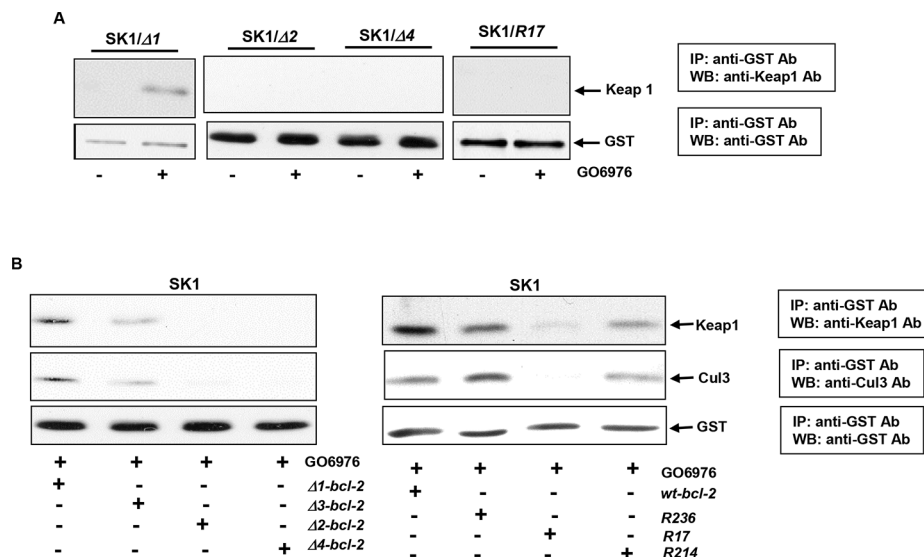 A
SK1/Δ1 SK1/Δ2 SK1/Δ4 SK1/R17
IP: anti-GST Ab
WB: anti-Keap1 Ab
Keap 1
IP: anti-GST Ab
WB: anti-GST Ab
GST
- + - + - + - + GO6976
B
SK1 SK1
IP: anti-GST Ab
WB: anti-Keap1 Ab
Keap1
IP: anti-GST Ab
WB: anti-Cul3 Ab
Cul3
IP: anti-GST Ab
WB: anti-GST Ab
GST
+ + + + GO6976
+ - - - Δ1-bcl-2
- + - - Δ3-bcl-2
- - + - Δ2-bcl-2
- - - + Δ4-bcl-2
+ + + + GO6976
+ - - - wt-bcl-2
- + - - R236
- - + - R17
- - - + R214